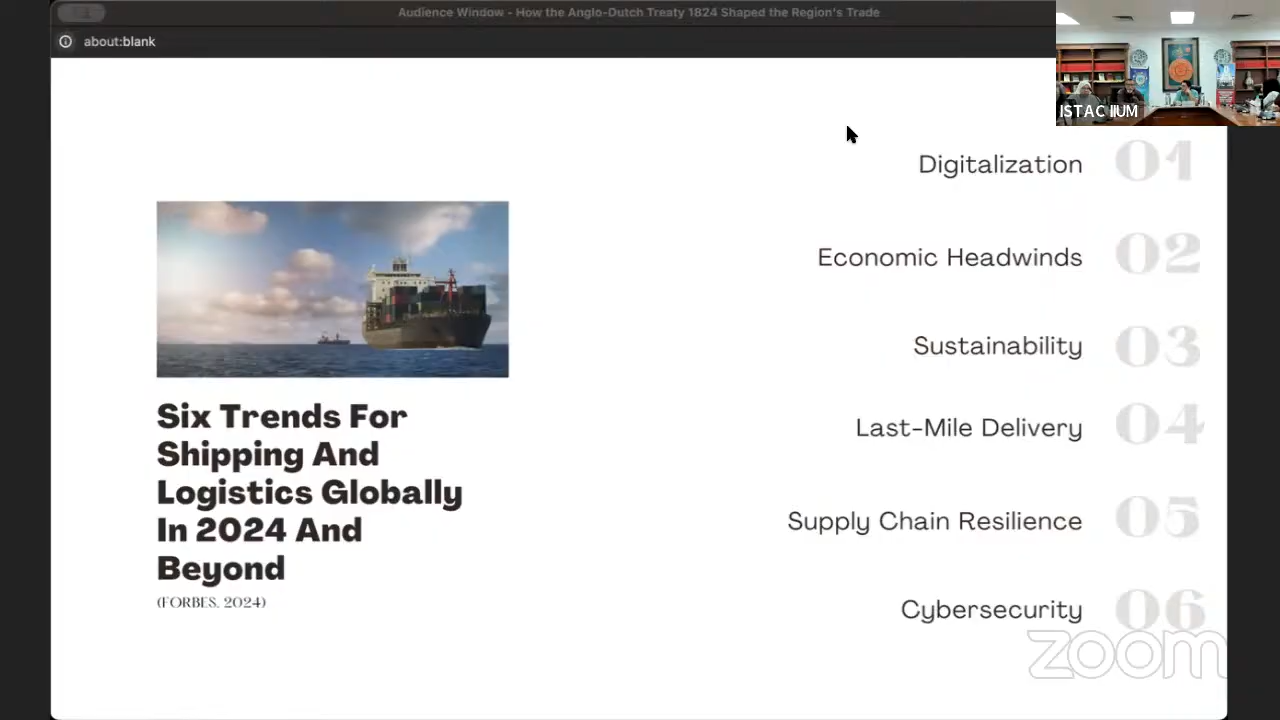 Audience Window - How the Anglo-Dutch Treaty 1824 Shaped the Region's Trade
about:blank
ISTAC IIUM
Digitalization 01
Economic Headwinds 02
Sustainability 03
Last-Mile Delivery 04
Supply Chain Resilience 05
Cybersecurity 06
Six Trends For
Shipping And
Logistics Globally
In 2024 And
Beyond
(FORBES, 2024)
zoom